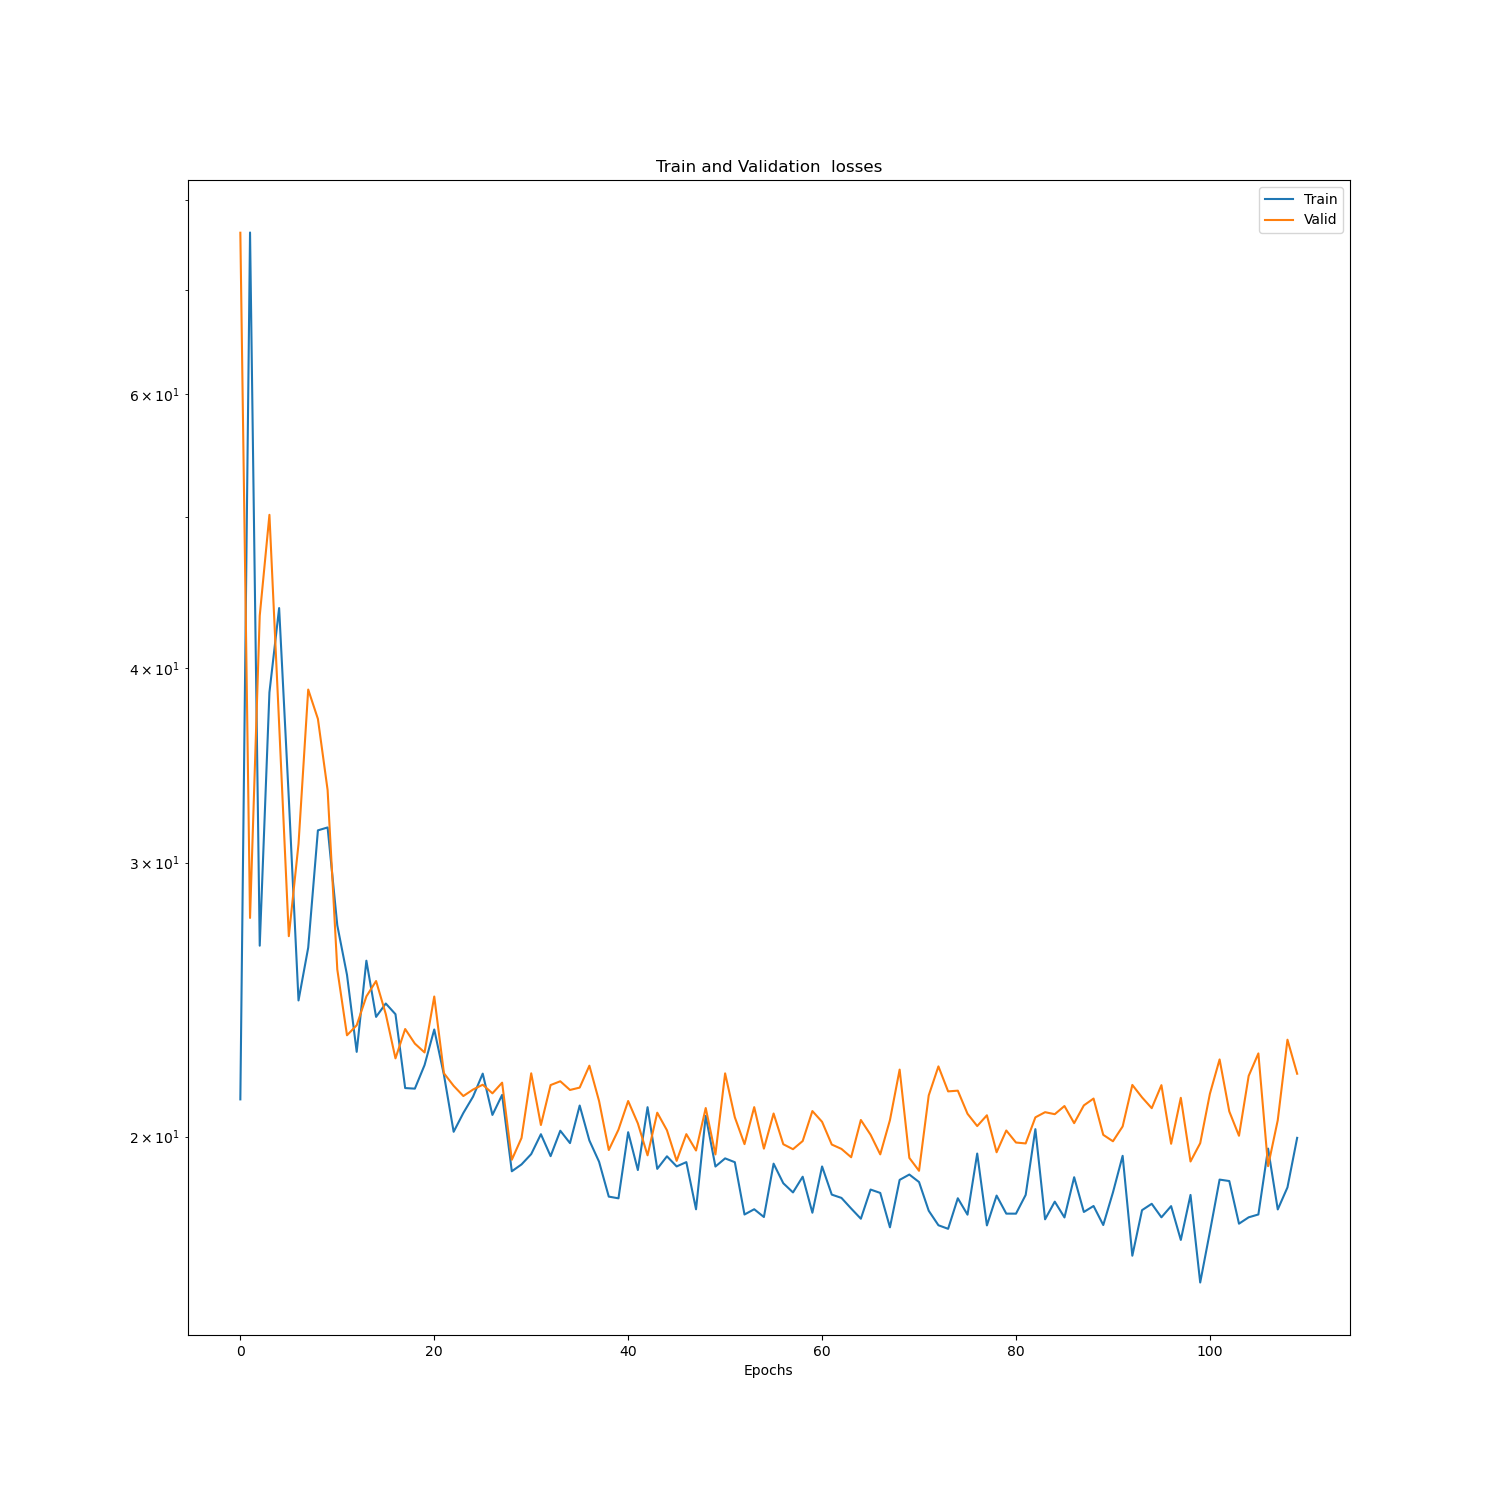 Train and Validation  losses
Train
Valid
6 × 10¹
4 × 10¹
3 × 10¹
2 × 10¹
0 20 40 60 80 100
Epochs